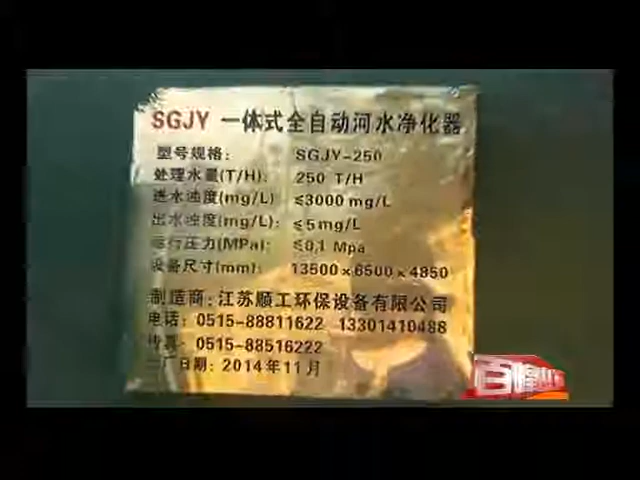 SGJY 一体式全自动河水净化器
型号规格: SGJY-250
处理水量(T/H): 250 T/H
进水浊度(mg/L) ≤3000 mg/L
出水浊度(mg/L): ≤5mg/L
运行压力(MPa): ≤0.1 Mpa
设备尺寸(mm): 13500×6500×4850
制造商:江苏顺工环保设备有限公司
电话: 0515-88811622 13301410488
传真: 0515-88516222
厂日期: 2014年11月
百姓